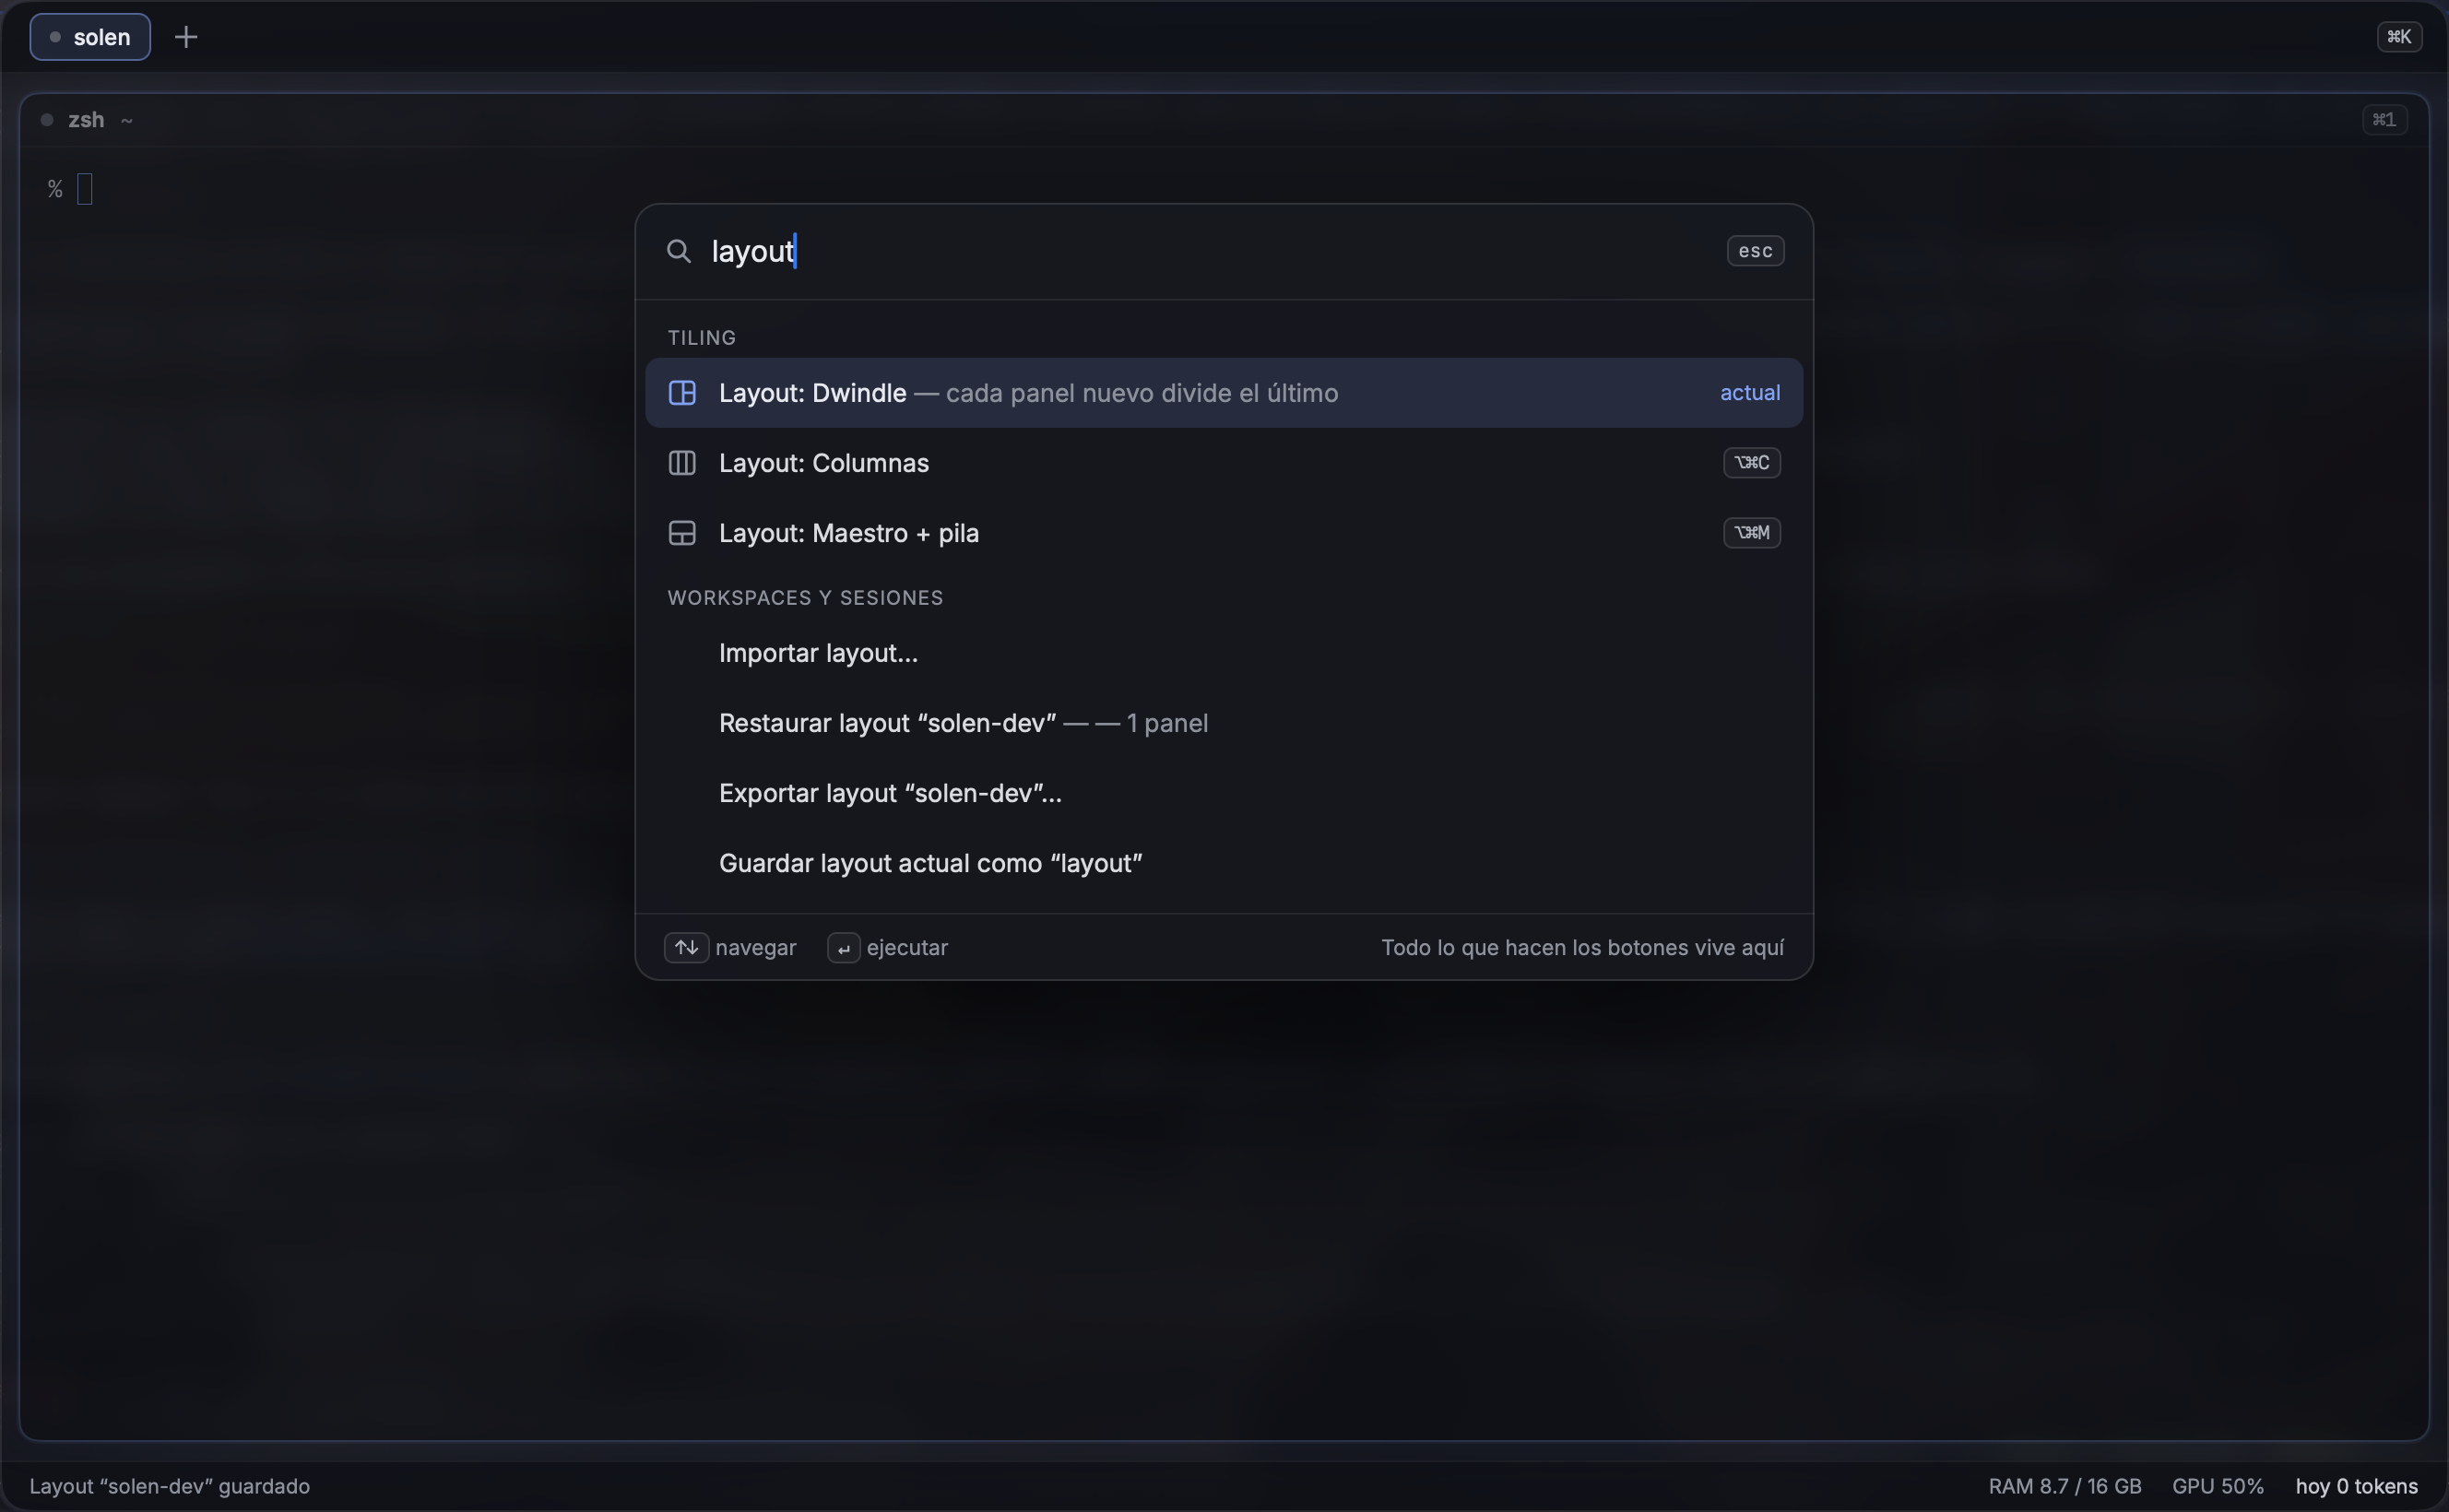 solen
⌘K
zsh ~
⌘1
%
layout
esc
TILING
Layout: Dwindle — cada panel nuevo divide el último
actual
Layout: Columnas
⌥⌘C
Layout: Maestro + pila
⌥⌘M
WORKSPACES Y SESIONES
Importar layout...
Restaurar layout “solen-dev” — — 1 panel
Exportar layout “solen-dev”...
Guardar layout actual como “layout”
↑↓ navegar
↵ ejecutar
Todo lo que hacen los botones vive aquí
Layout “solen-dev” guardado
RAM 8.7 / 16 GB
GPU 50%
hoy 0 tokens